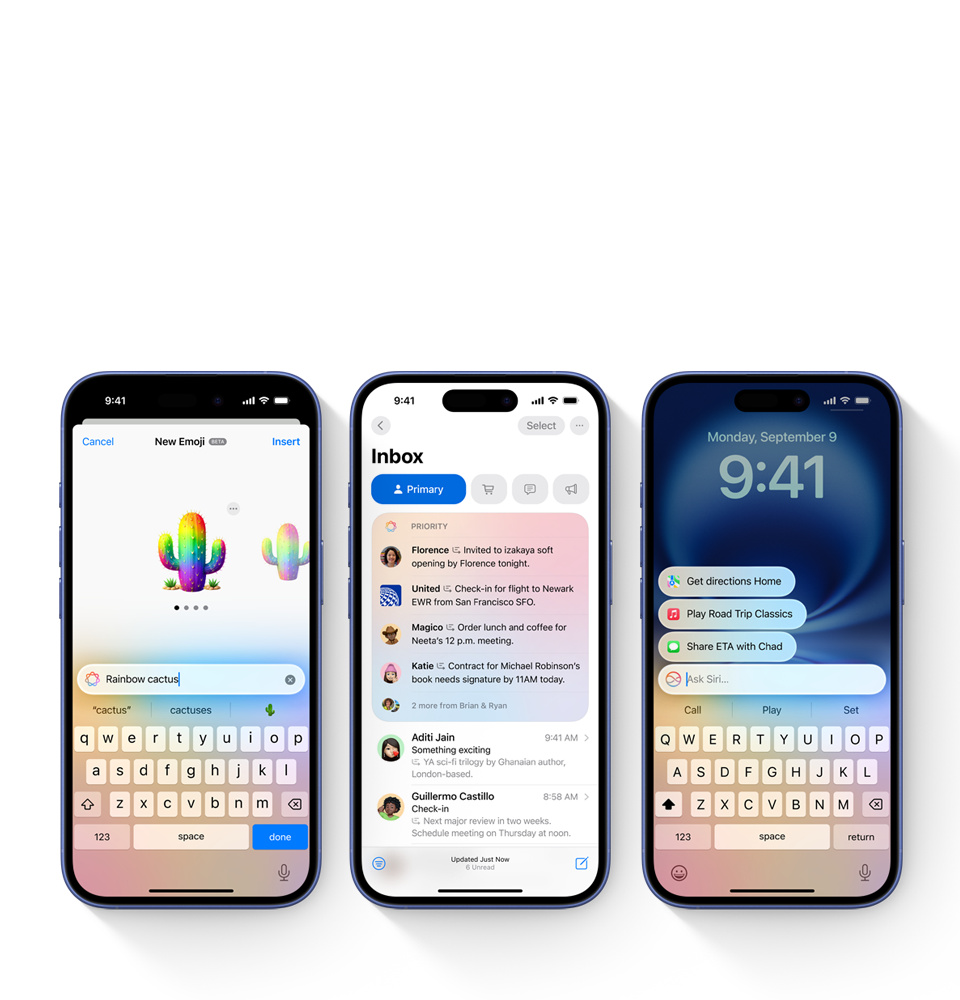 9:41
Cancel
New Emoji BETA
Insert
Rainbow cactus
“cactus”
cactuses
q w e r t y u i o p
a s d f g h j k l
z x c v b n m
123
space
done
9:41
Select
Inbox
Primary
PRIORITY
Florence Invited to izakaya soft
opening by Florence tonight.
United Check-in for flight to Newark
EWR from San Francisco SFO.
Magico Order lunch and coffee for
Neeta’s 12 p.m. meeting.
Katie Contract for Michael Robinson’s
book needs signature by 11AM today.
2 more from Brian & Ryan
Aditi Jain 9:41 AM
Something exciting
YA sci-fi trilogy by Ghanaian author,
London-based.
Guillermo Castillo 8:58 AM
Check-in
Next major review in two weeks.
Schedule meeting on Thursday at noon.
Updated Just Now
6 Unread
Monday, September 9
9:41
Get directions Home
Play Road Trip Classics
Share ETA with Chad
Ask Siri...
Call
Play
Set
Q W E R T Y U I O P
A S D F G H J K L
Z X C V B N M
123
space
return